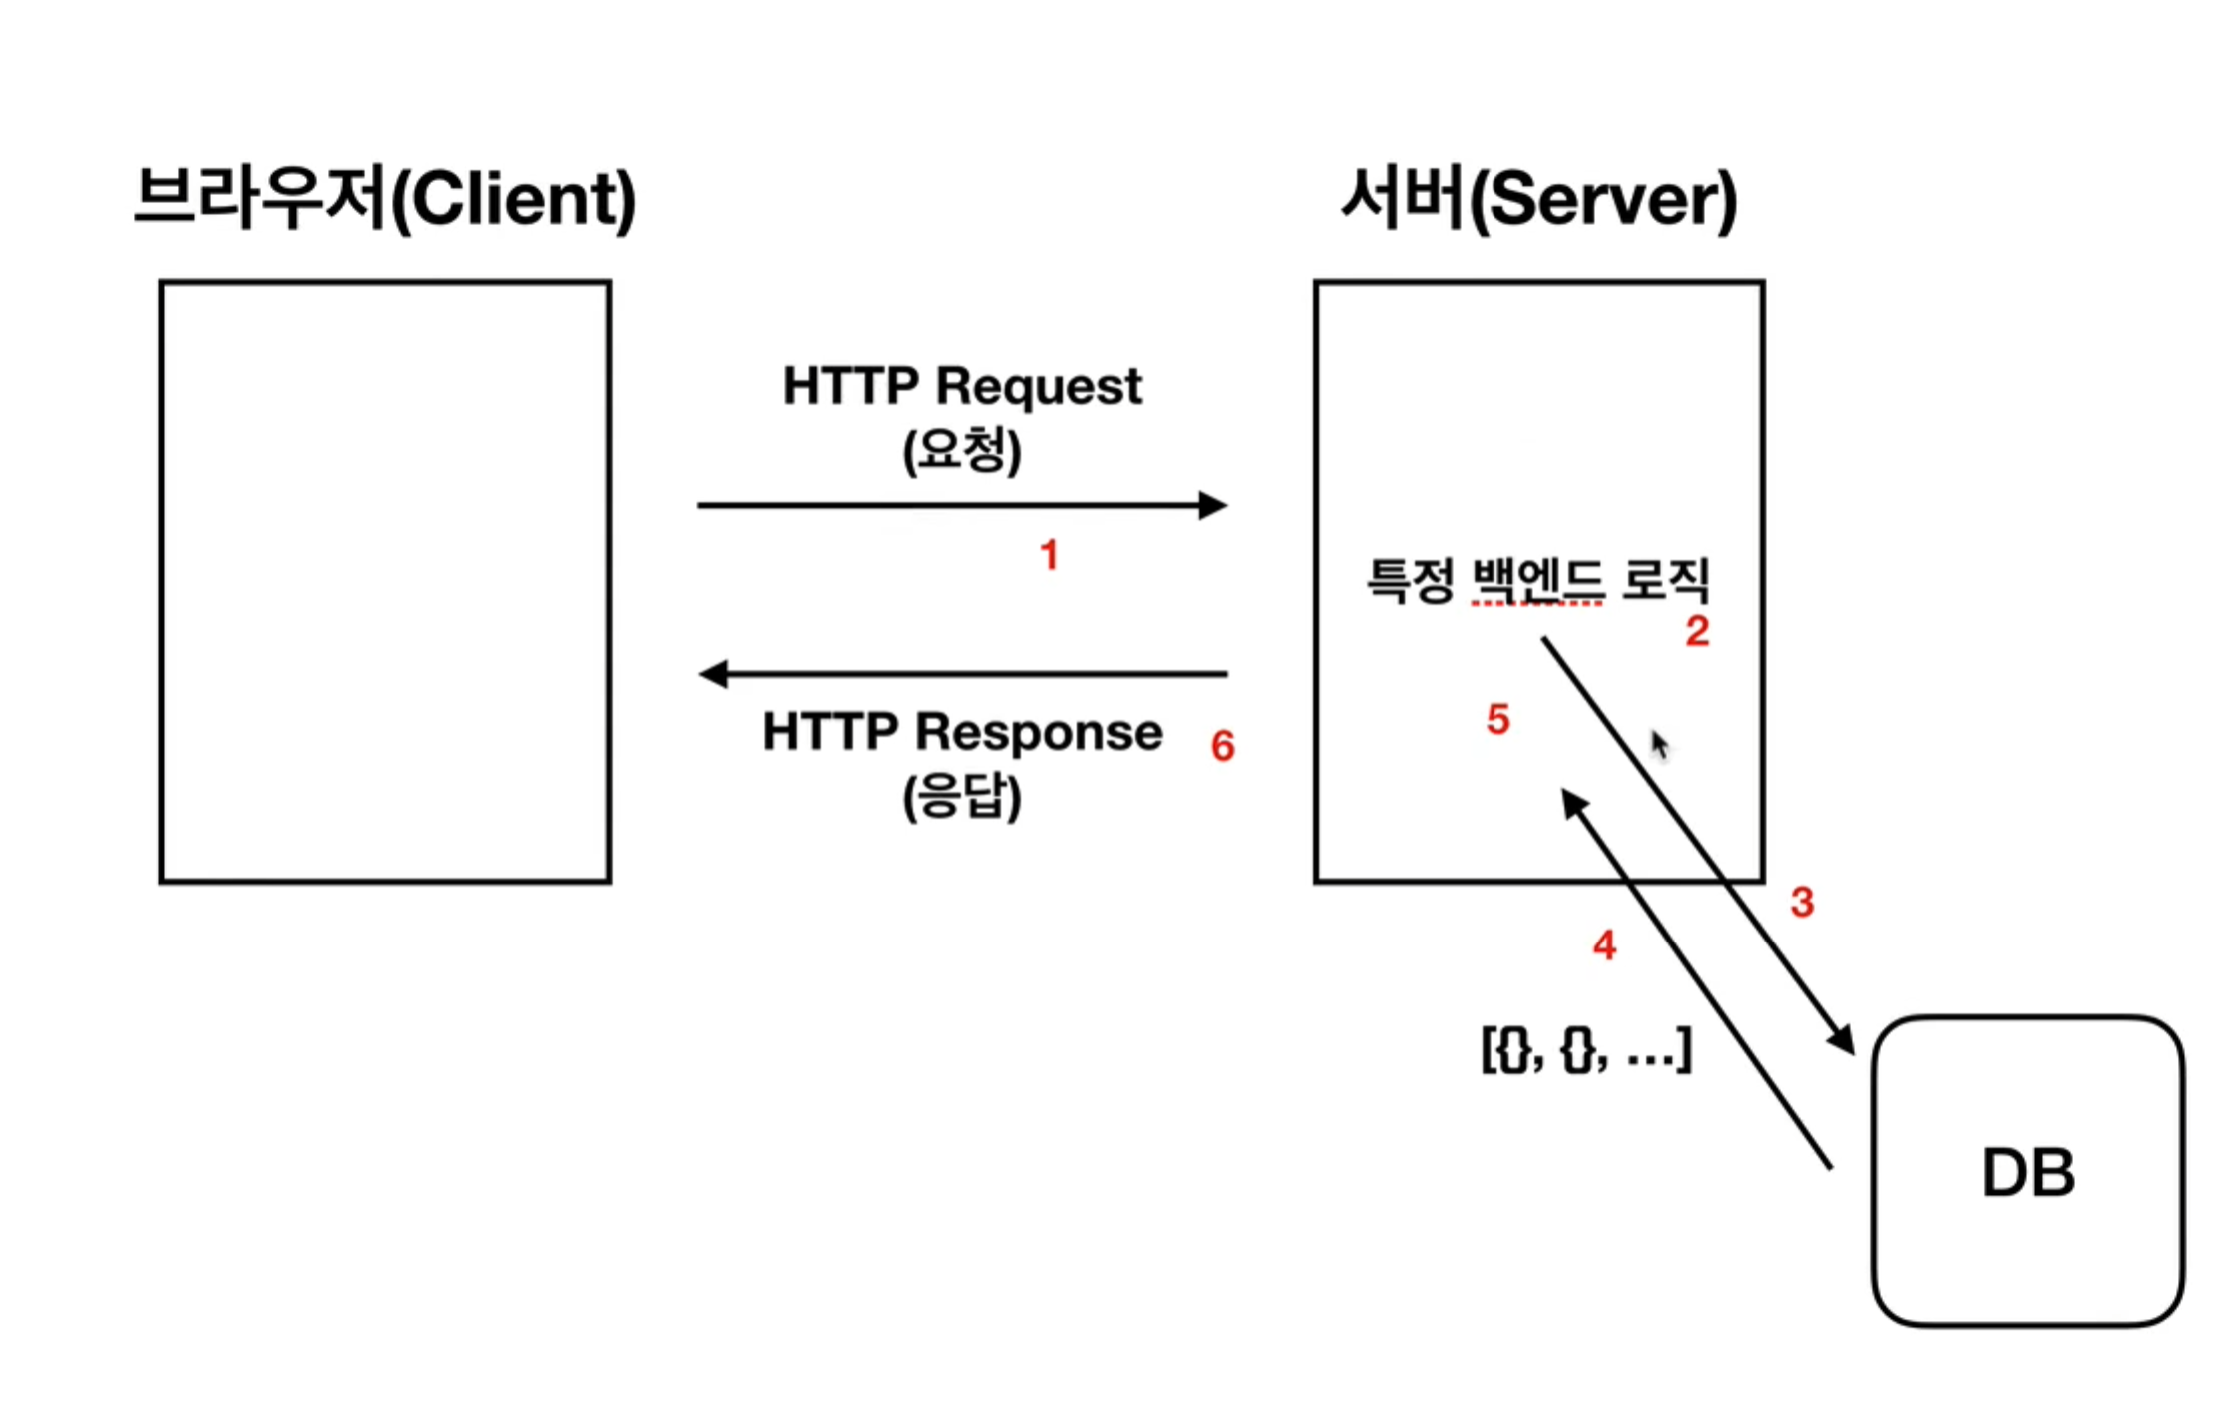 브라우저(Client)
서버(Server)
HTTP Request
(요청)
1
특정 백엔드 로직
2
5
HTTP Response
(응답)
6
3
4
[{}, {}, ...]
DB